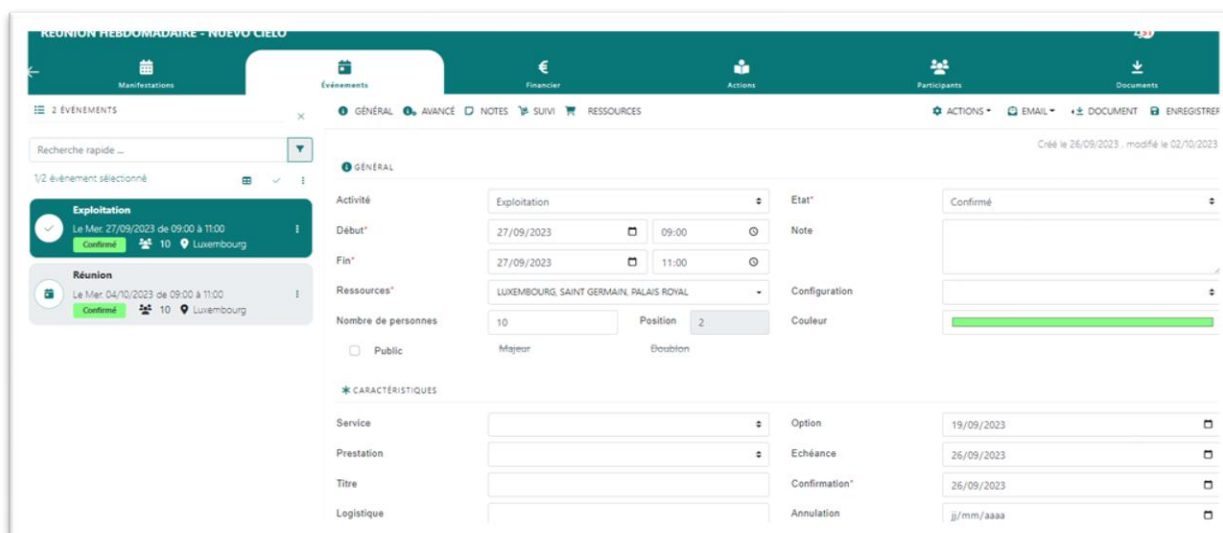 RÉUNION HEBDOMADAIRE - NUEVO CIELO
Manifestations
Événements
Financier
Actions
Participants
Documents
2 ÉVÉNEMENTS
GÉNÉRAL AVANCÉ NOTES SUIVI RESSOURCES
ACTIONS EMAIL DOCUMENT ENREGISTRER
Recherche rapide ...
Créé le 26/09/2023 , modifié le 02/10/2023
1/2 évènement sélectionné
Exploitation
Le Mer. 27/09/2023 de 09:00 à 11:00
Confirmé 10 Luxembourg
Réunion
Le Mer. 04/10/2023 de 09:00 à 11:00
Confirmé 10 Luxembourg
GÉNÉRAL
Activité Exploitation Etat* Confirmé
Début* 27/09/2023 09:00 Note
Fin* 27/09/2023 11:00
Ressources* LUXEMBOURG, SAINT GERMAIN, PALAIS ROYAL Configuration
Nombre de personnes 10 Position 2 Couleur
Public Majeur Doublon
CARACTÉRISTIQUES
Service Option 19/09/2023
Prestation Echéance 26/09/2023
Titre Confirmation* 26/09/2023
Logistique Annulation jj/mm/aaaa